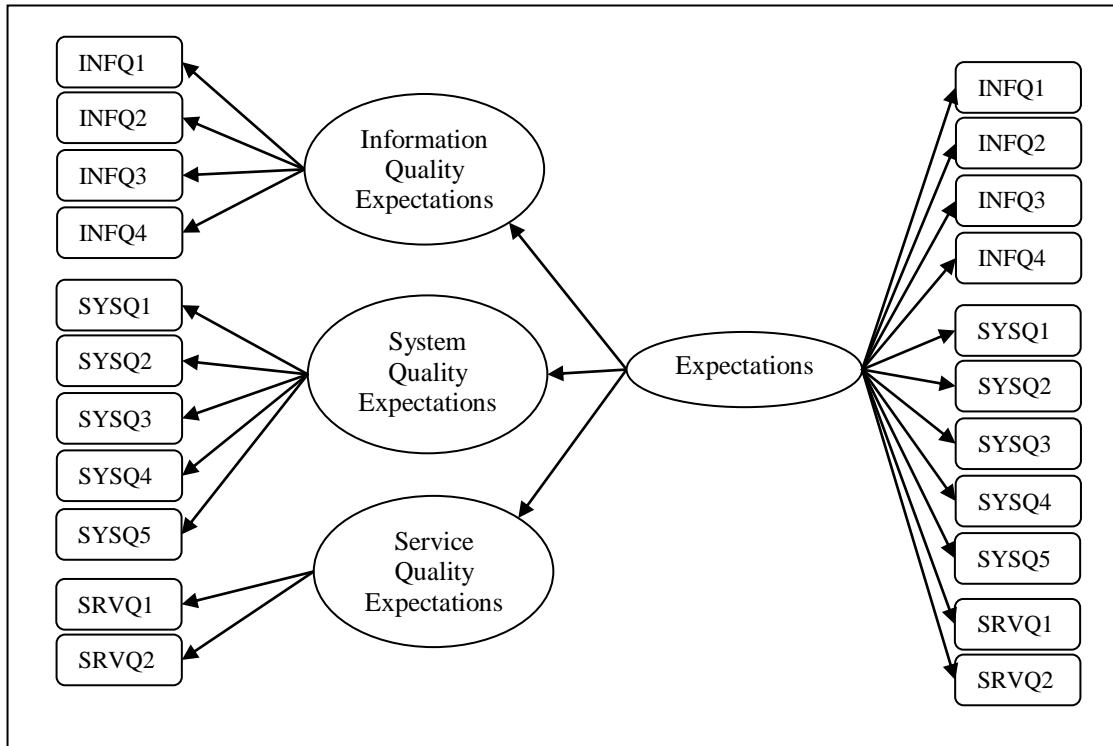 INFQ1
INFQ2
INFQ3
INFQ4
SYSQ1
SYSQ2
SYSQ3
SYSQ4
SYSQ5
SRVQ1
SRVQ2
Information
Quality
Expectations
System
Quality
Expectations
Service
Quality
Expectations
Expectations
INFQ1
INFQ2
INFQ3
INFQ4
SYSQ1
SYSQ2
SYSQ3
SYSQ4
SYSQ5
SRVQ1
SRVQ2